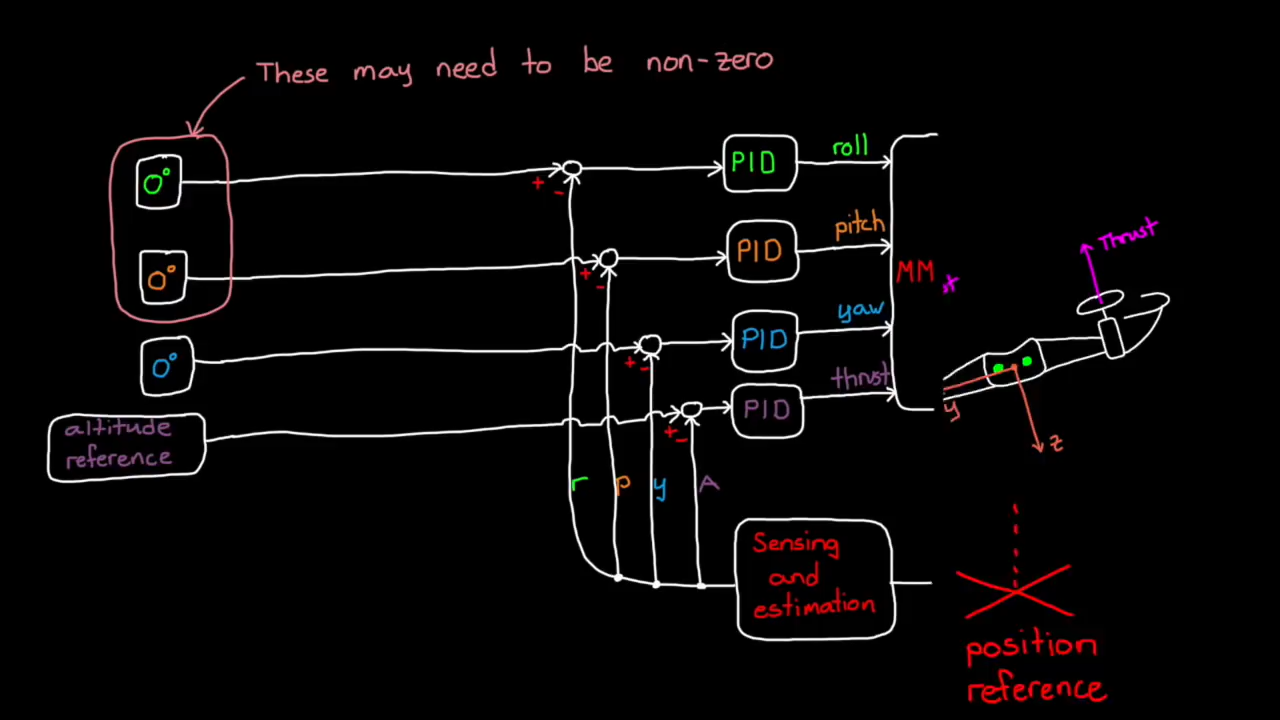 These may need to be non-zero
0°
+
-
PID
roll
0°
+
-
PID
pitch
MM
Thrust
0°
+
-
PID
yaw
altitude
reference
+
-
PID
thrust
y
z
r
p
y
A
Sensing
and
estimation
position
reference